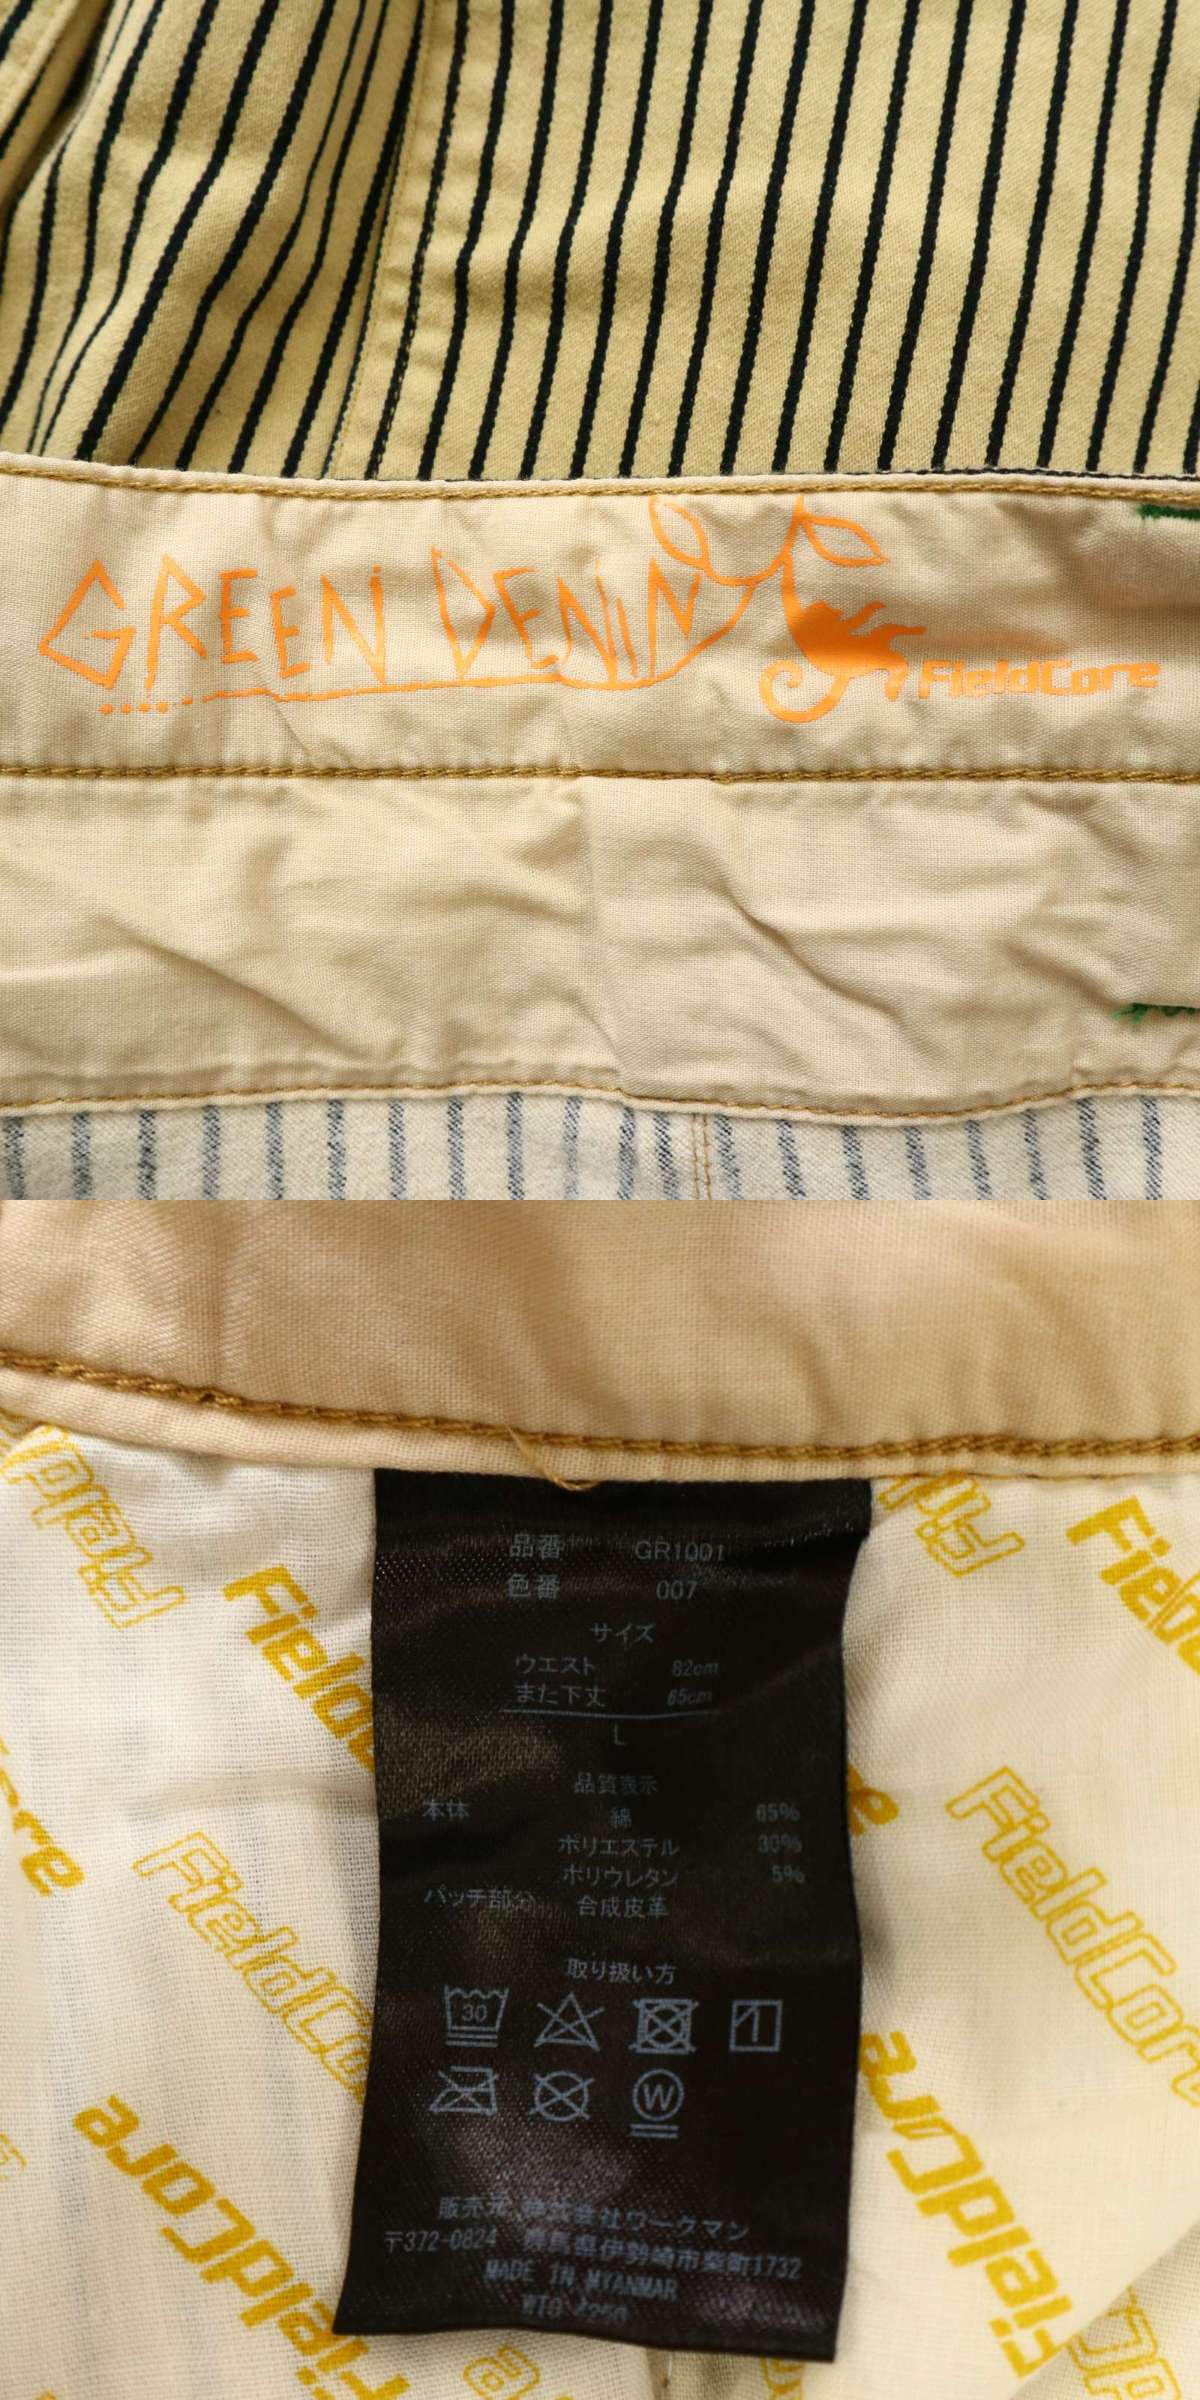 GREEN DENIM
FieldCore
品番 GR1001
色番 007
サイズ
ウエスト 82cm
また下丈 65cm
L
品質表示
本体 綿 65%
ポリエステル 30%
ポリウレタン 5%
パッチ部分 合成皮革
取り扱い方
30
W
販売元 株式会社ワークマン
〒372-0824 群馬県伊勢崎市柴町1732
MADE IN MYANMAR
FieldCore
FieldCore
FieldCore
FieldCore
FieldCore
FieldCore